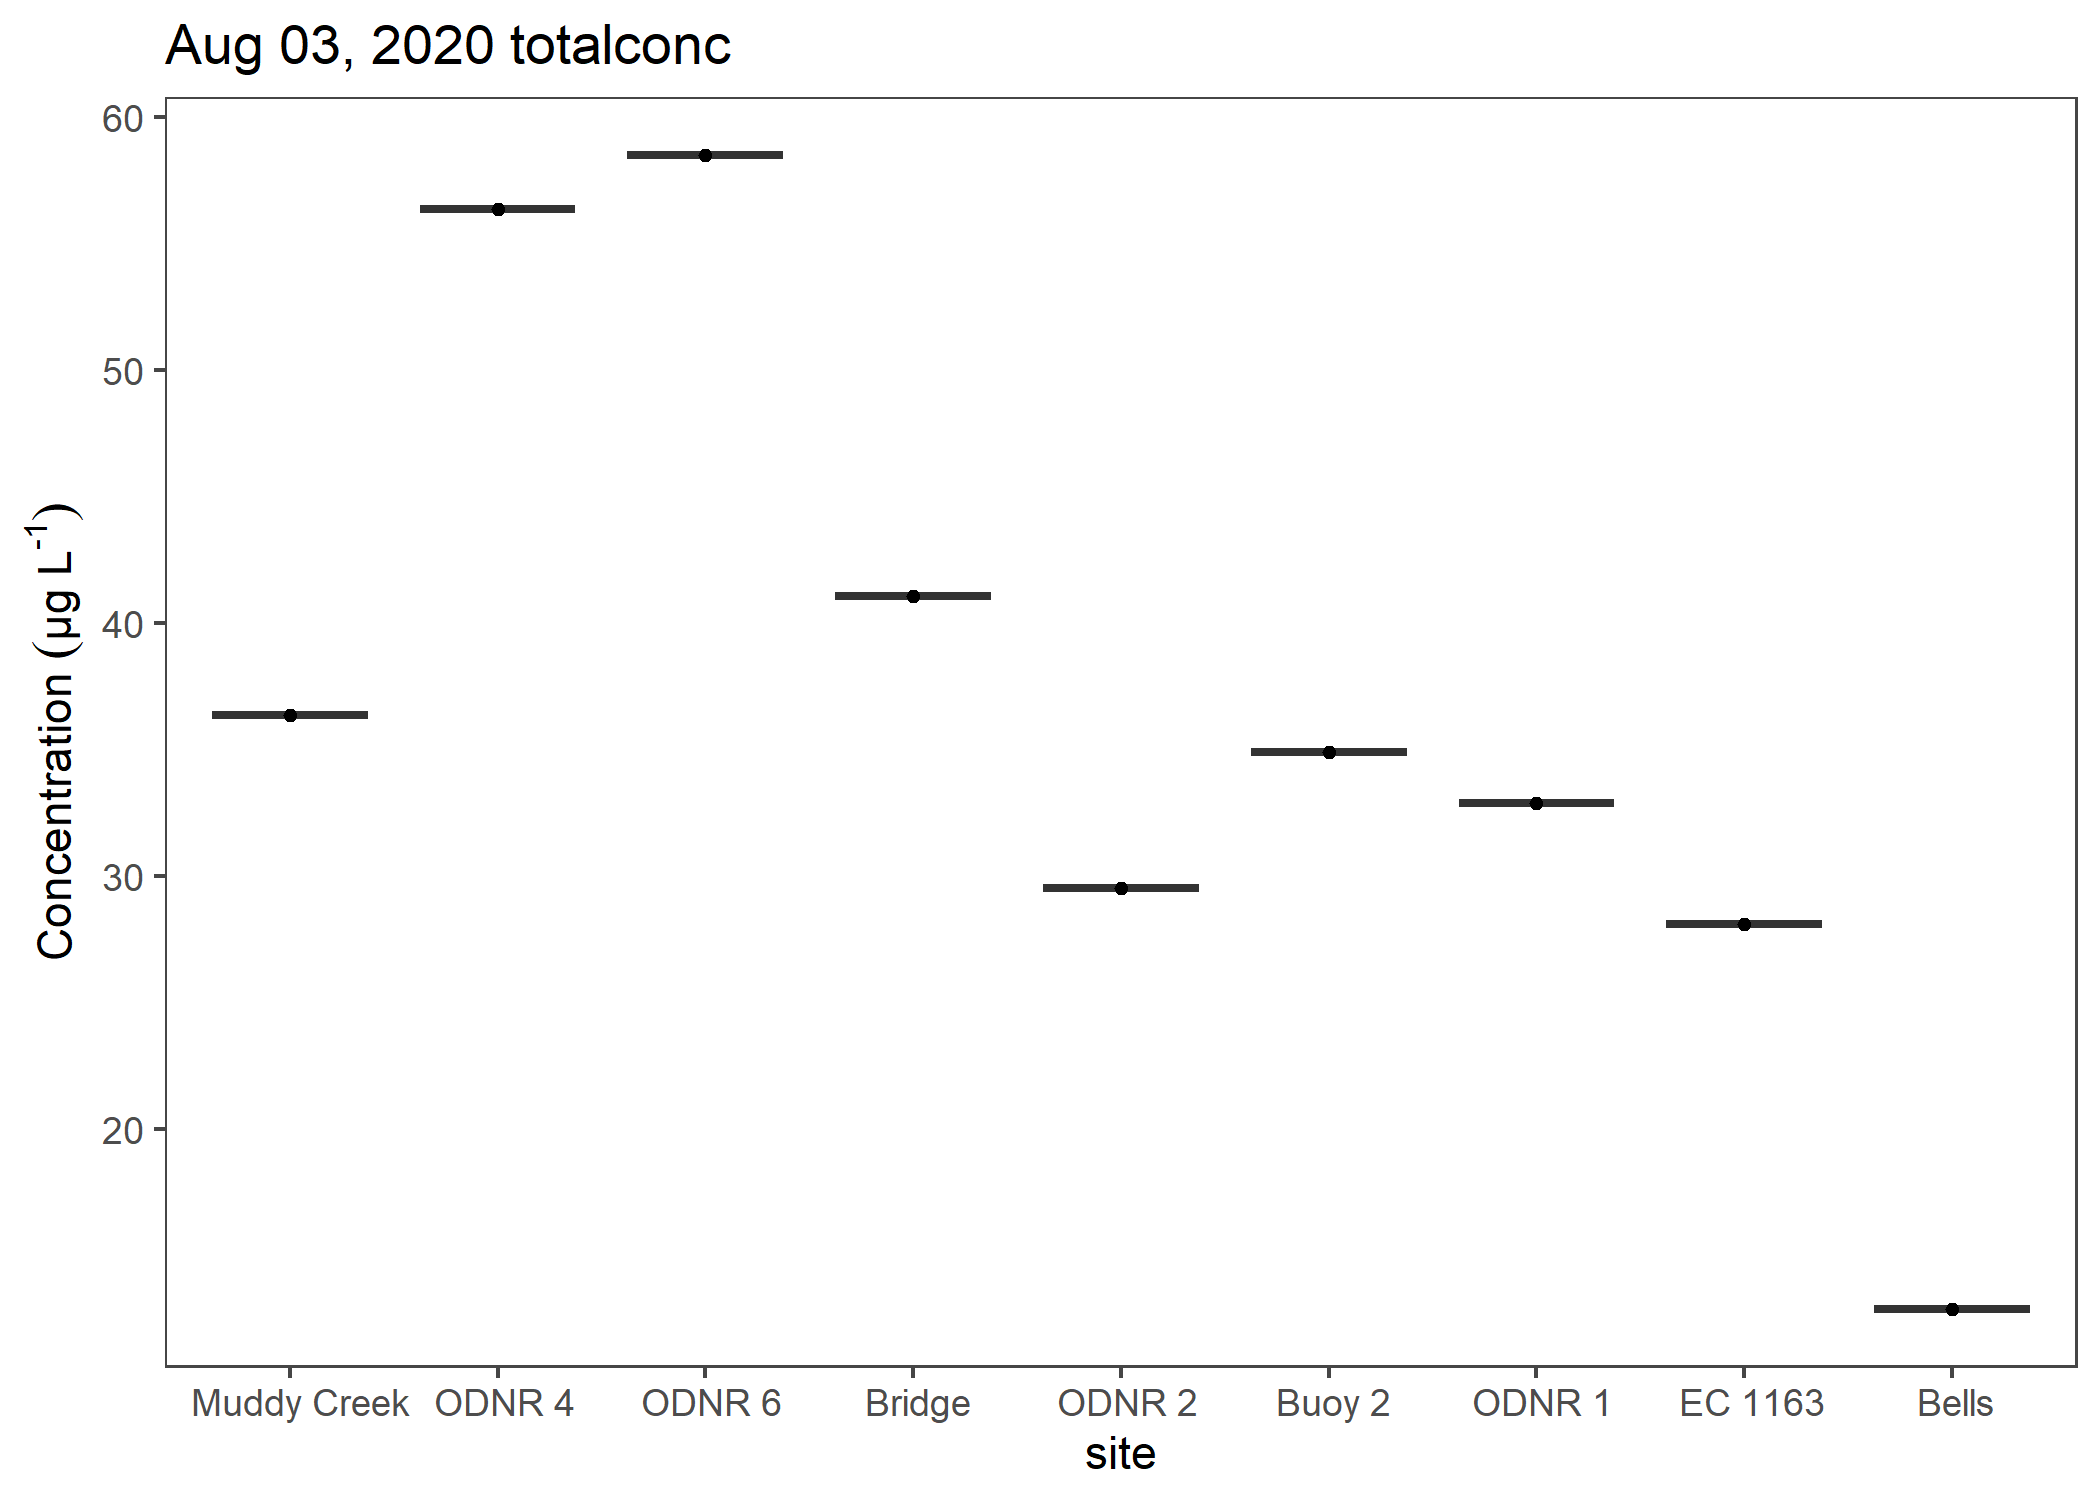 Aug 03, 2020 totalconc
60
50
40
30
20
Concentration (µg L⁻¹)
Muddy Creek ODNR 4 ODNR 6 Bridge ODNR 2 Buoy 2 ODNR 1 EC 1163 Bells
site